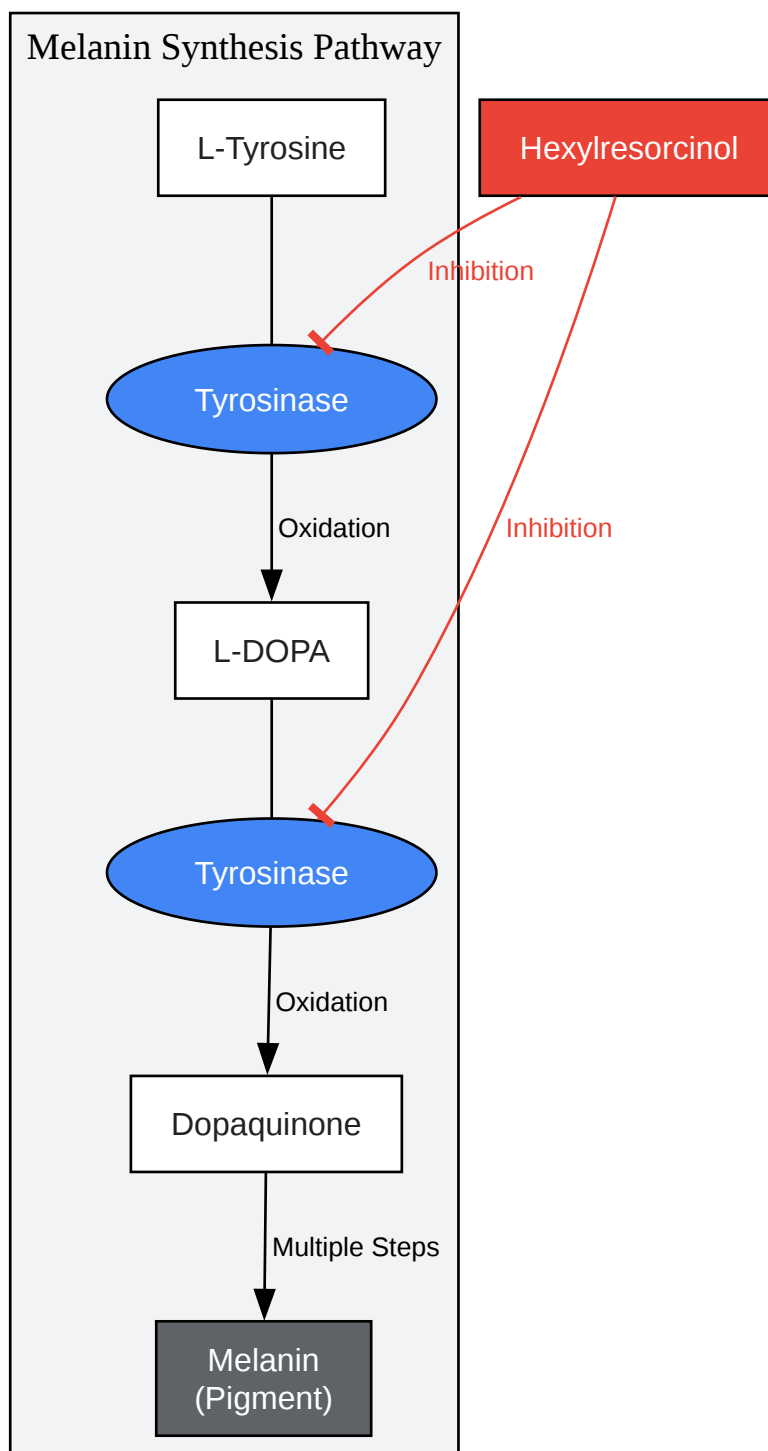 Melanin Synthesis Pathway
L-Tyrosine
Hexylresorcinol
Inhibition
Tyrosinase
Oxidation
Inhibition
L-DOPA
Tyrosinase
Oxidation
Dopaquinone
Multiple Steps
Melanin
(Pigment)